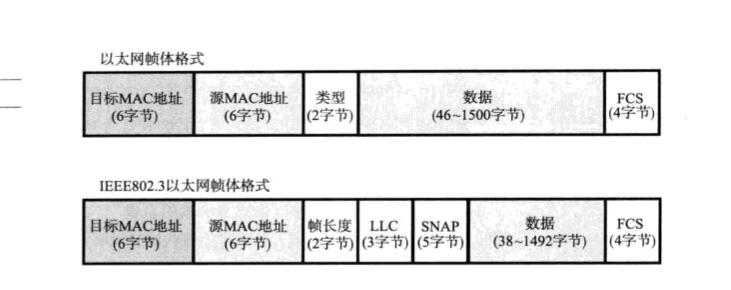 以太网帧体格式
目标MAC地址 源MAC地址 类型 数据 FCS
(6字节) (6字节) (2字节) (46~1500字节) (4字节)
IEEE802.3以太网帧体格式
目标MAC地址 源MAC地址 帧长度 LLC SNAP 数据 FCS
(6字节) (6字节) (2字节) (3字节) (5字节) (38~1492字节) (4字节)